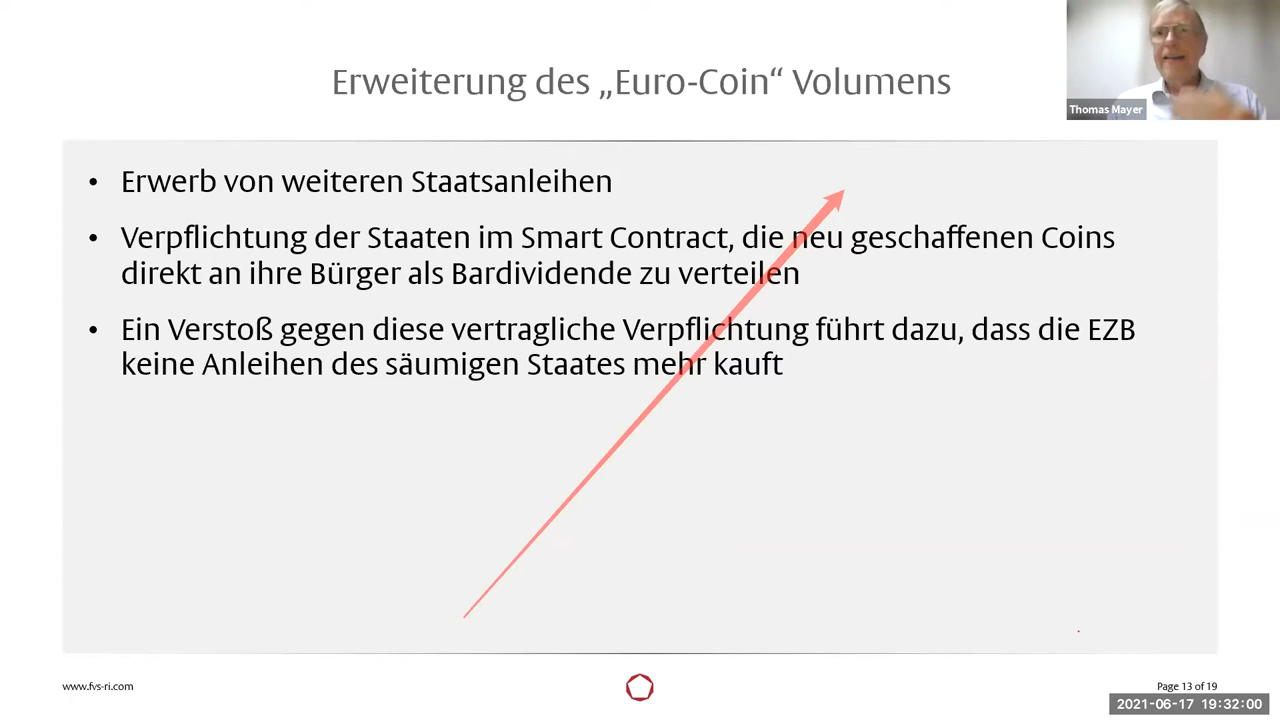 Erweiterung des „Euro-Coin“ Volumens
Thomas Mayer
• Erwerb von weiteren Staatsanleihen
• Verpflichtung der Staaten im Smart Contract, die neu geschaffenen Coins
direkt an ihre Bürger als Bardividende zu verteilen
• Ein Verstoß gegen diese vertragliche Verpflichtung führt dazu, dass die EZB
keine Anleihen des säumigen Staates mehr kauft
www.fvs-ri.com
Page 13 of 19
2021-06-17 19:32:00